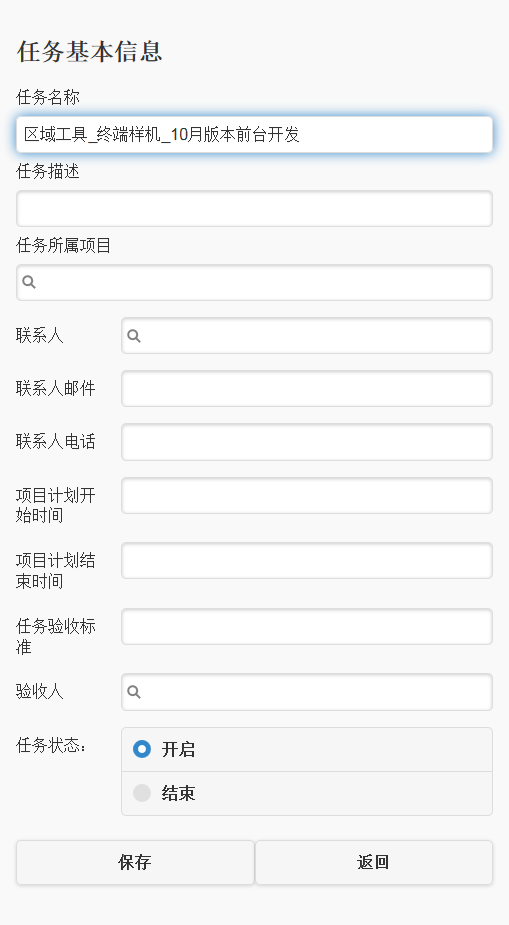 任务基本信息
任务名称
区域工具_终端样机_10月版本前台开发
任务描述
任务所属项目
联系人
联系人邮件
联系人电话
项目计划开
始时间
项目计划结
束时间
任务验收标
准
验收人
任务状态：
开启
结束
保存
返回